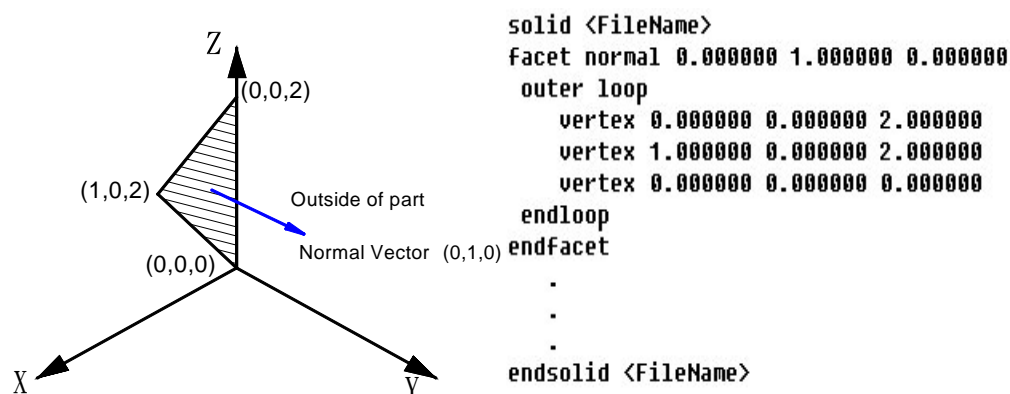 Z
(0,0,2)
(1,0,2)
Outside of part
Normal Vector (0,1,0)
(0,0,0)
X
Y
solid <FileName>
facet normal 0.000000 1.000000 0.000000
outer loop
vertex 0.000000 0.000000 2.000000
vertex 1.000000 0.000000 2.000000
vertex 0.000000 0.000000 0.000000
endloop
endfacet
.
.
.
endsolid <FileName>